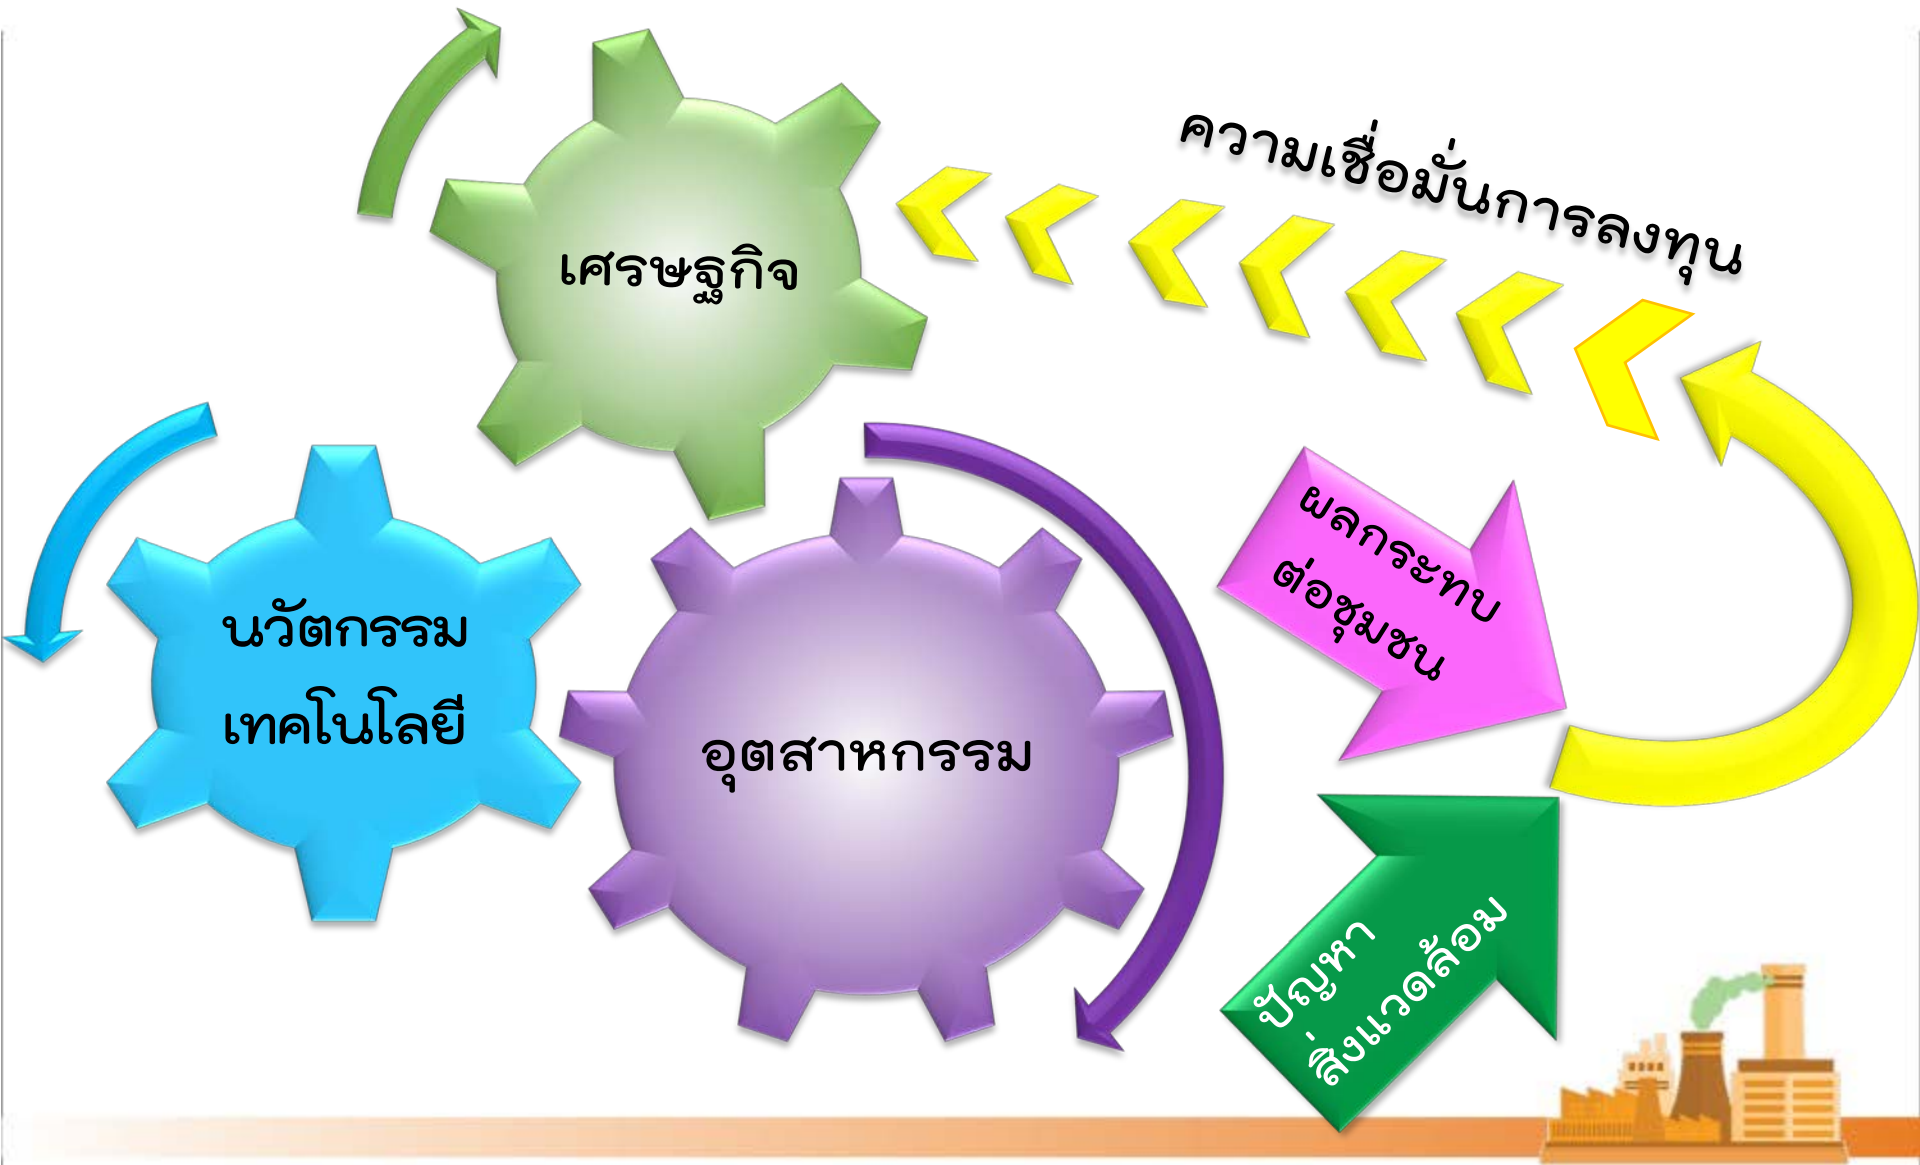 เศรษฐกิจ
ความเชื่อมั่นการลงทุน
นวัตกรรม
เทคโนโลยี
อุตสาหกรรม
ผลกระทบ
ต่อชุมชน
ปัญหา
สิ่งแวดล้อม